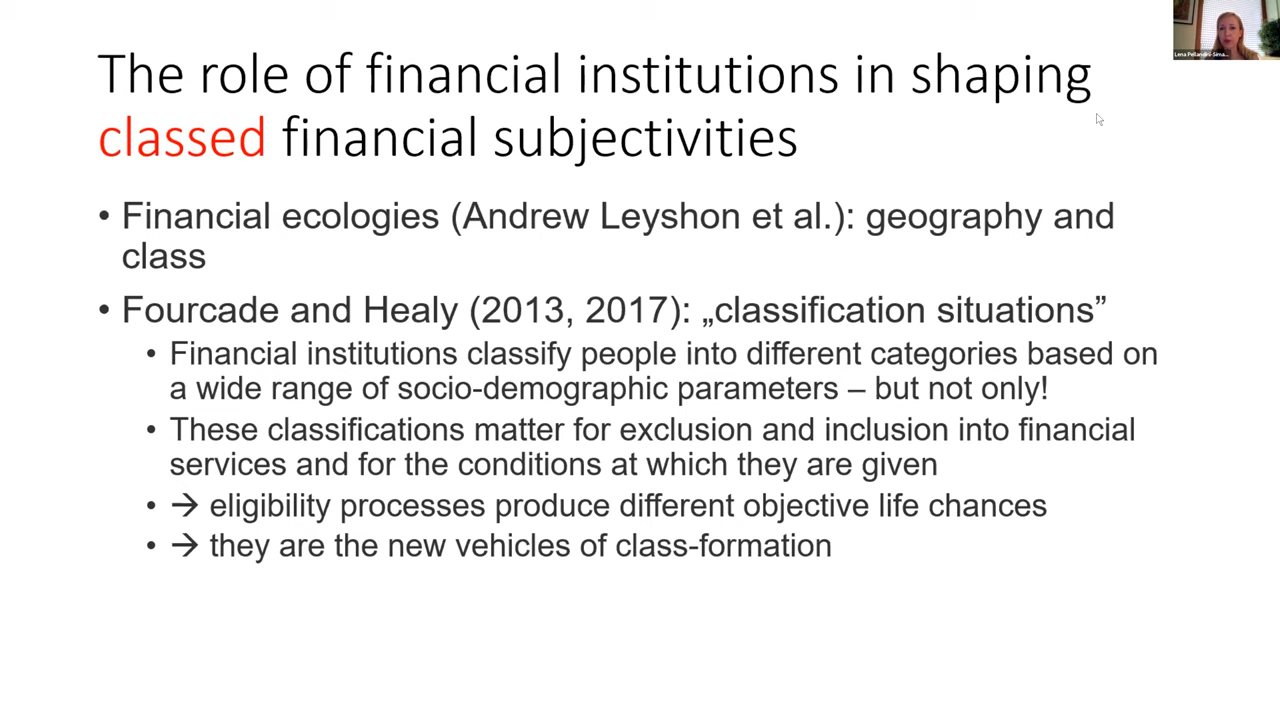 The role of financial institutions in shaping
classed financial subjectivities
• Financial ecologies (Andrew Leyshon et al.): geography and
class
• Fourcade and Healy (2013, 2017): „classification situations”
• Financial institutions classify people into different categories based on
a wide range of socio-demographic parameters – but not only!
• These classifications matter for exclusion and inclusion into financial
services and for the conditions at which they are given
• → eligibility processes produce different objective life chances
• → they are the new vehicles of class-formation
Lena Pellandini-Sima...